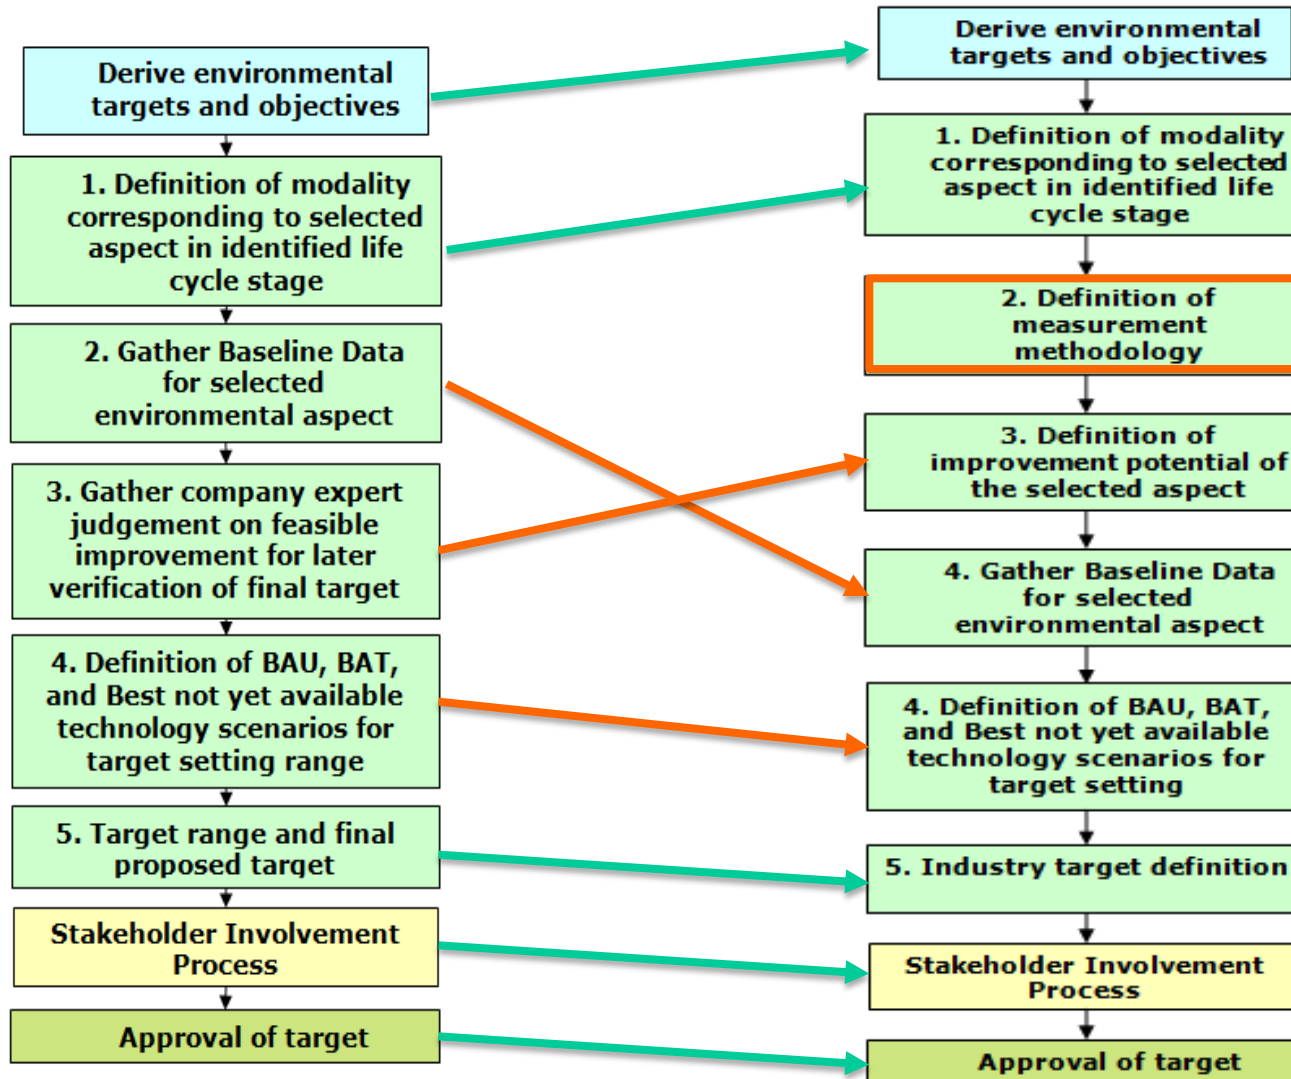 Derive environmental
targets and objectives
1. Definition of modality
corresponding to selected
aspect in identified life
cycle stage
2. Gather Baseline Data
for selected
environmental aspect
3. Gather company expert
judgement on feasible
improvement for later
verification of final target
4. Definition of BAU, BAT,
and Best not yet available
technology scenarios for
target setting range
5. Target range and final
proposed target
Stakeholder Involvement
Process
Approval of target
Derive environmental
targets and objectives
1. Definition of modality
corresponding to selected
aspect in identified life
cycle stage
2. Definition of
measurement
methodology
3. Definition of
improvement potential of
the selected aspect
4. Gather Baseline Data
for selected
environmental aspect
4. Definition of BAU, BAT,
and Best not yet available
technology scenarios for
target setting
5. Industry target definition
Stakeholder Involvement
Process
Approval of target